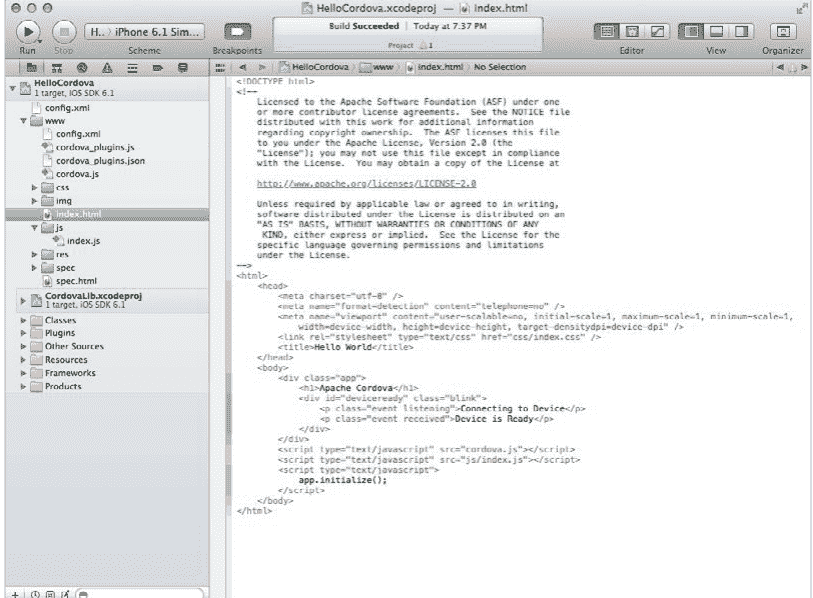 HelloCordova.xcodeproj — index.html
Run
Stop
H..〉iPhone 6.1 Sim...
Scheme
Breakpoints
Build Succeeded | Today at 7:37 PM
Project 1
Editor
View
Organizer
HelloCordova 〉 www 〉 index.html 〉 No Selection
HelloCordova
1 target, iOS SDK 6.1
config.xml
www
config.xml
cordova_plugins.js
cordova_plugins.json
cordova.js
css
img
index.html
js
index.js
res
spec
spec.html
CordovaLib.xcodeproj
1 target, iOS SDK 6.1
Classes
Plugins
Other Sources
Resources
Frameworks
Products
<!DOCTYPE html>
<!--
Licensed to the Apache Software Foundation (ASF) under one
or more contributor license agreements. See the NOTICE file
distributed with this work for additional information
regarding copyright ownership. The ASF licenses this file
to you under the Apache License, Version 2.0 (the
"License"); you may not use this file except in compliance
with the License. You may obtain a copy of the License at
http://www.apache.org/licenses/LICENSE-2.0
Unless required by applicable law or agreed to in writing,
software distributed under the License is distributed on an
"AS IS" BASIS, WITHOUT WARRANTIES OR CONDITIONS OF ANY
KIND, either express or implied. See the License for the
specific language governing permissions and limitations
under the License.
-->
<html>
<head>
<meta charset="utf-8" />
<meta name="format-detection" content="telephone=no" />
<meta name="viewport" content="user-scalable=no, initial-scale=1, maximum-scale=1, minimum-scale=1,
width=device-width, height=device-height, target-densitydpi=device-dpi" />
<link rel="stylesheet" type="text/css" href="css/index.css" />
<title>Hello World</title>
</head>
<body>
<div class="app">
<h1>Apache Cordova</h1>
<div id="deviceready" class="blink">
<p class="event listening">Connecting to Device</p>
<p class="event received">Device is Ready</p>
</div>
</div>
<script type="text/javascript" src="cordova.js"></script>
<script type="text/javascript" src="js/index.js"></script>
<script type="text/javascript">
app.initialize();
</script>
</body>
</html>